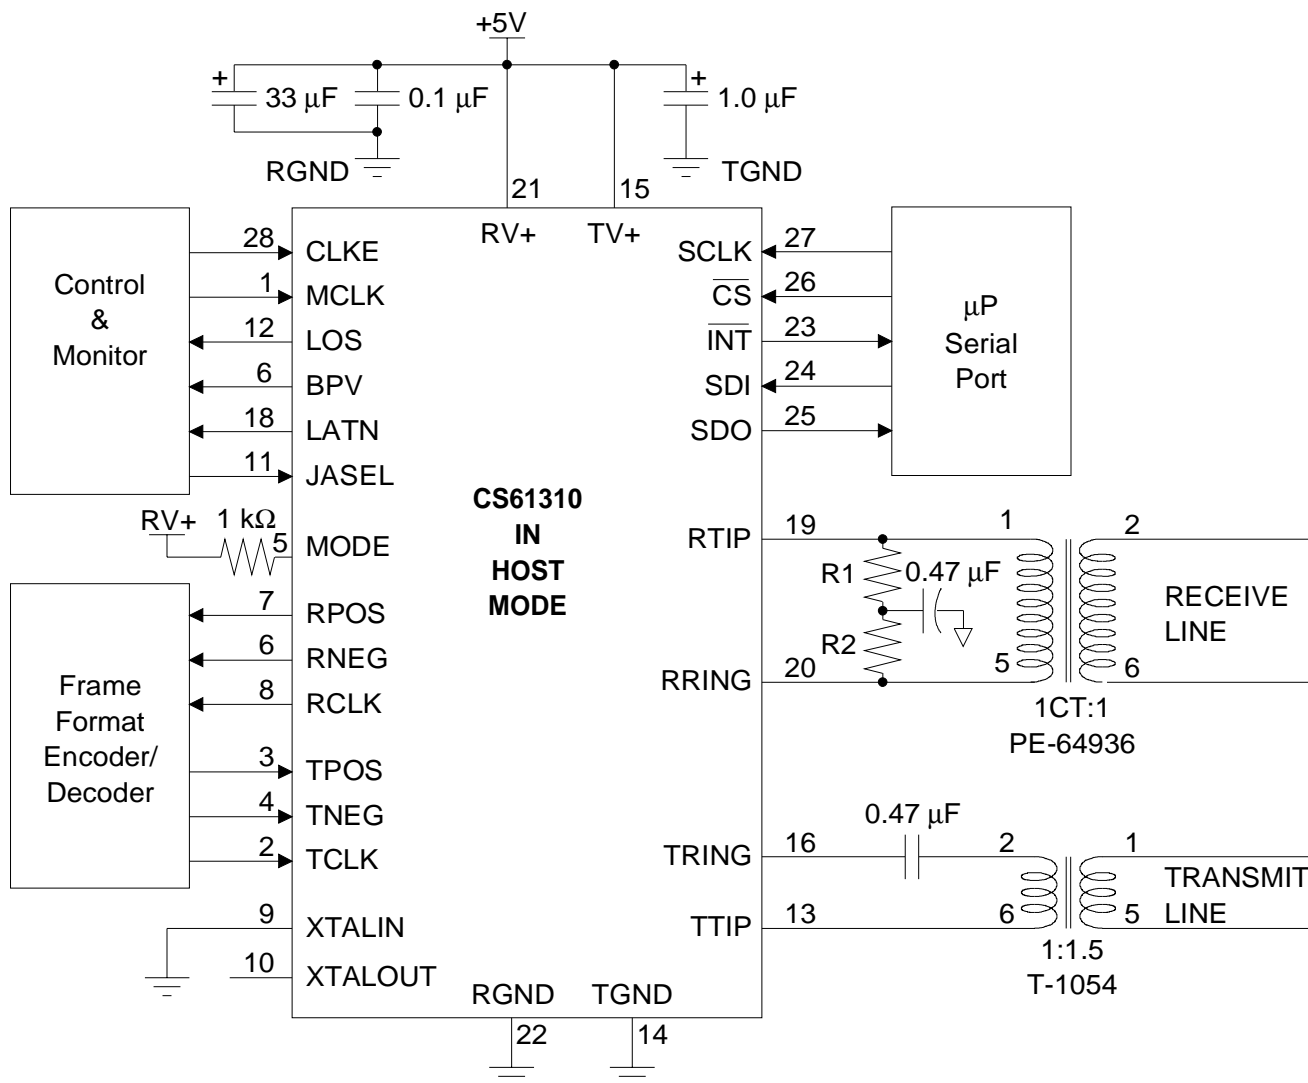 +5V
+
33 µF
0.1 µF
+
1.0 µF
RGND
TGND
21
15
RV+
TV+
Control
&
Monitor
28
CLKE
1
MCLK
12
LOS
6
BPV
18
LATN
11
JASEL
RV+
1 kΩ
5
MODE
Frame
Format
Encoder/
Decoder
7
RPOS
6
RNEG
8
RCLK
3
TPOS
4
TNEG
2
TCLK
9
XTALIN
10
XTALOUT
CS61310
IN
HOST
MODE
RGND
TGND
22
14
SCLK
27
CS
26
INT
23
SDI
24
SDO
25
µP
Serial
Port
RTIP
19
R1
0.47 µF
R2
RRING
20
1
2
5
6
RECEIVE
LINE
1CT:1
PE-64936
0.47 µF
TRING
16
2
1
TTIP
13
6
5
TRANSMIT
LINE
1:1.5
T-1054